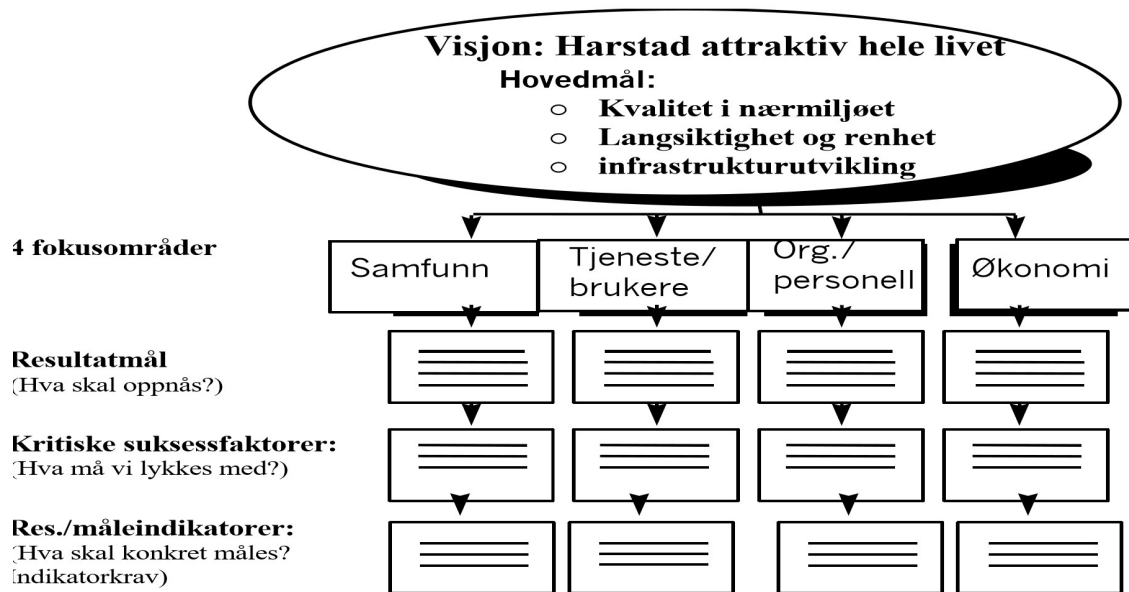 Visjon: Harstad attraktiv hele livet
Hovedmål:
○ Kvalitet i nærmiljøet
○ Langsiktighet og renhet
○ infrastrukturutvikling
4 fokusområder
Samfunn
Tjeneste/
brukere
Org./
personell
Økonomi
Resultatmål
(Hva skal oppnås?)
Kritiske suksessfaktorer:
(Hva må vi lykkes med?)
Res./måleindikatorer:
(Hva skal konkret måles?
Indikatorkrav)